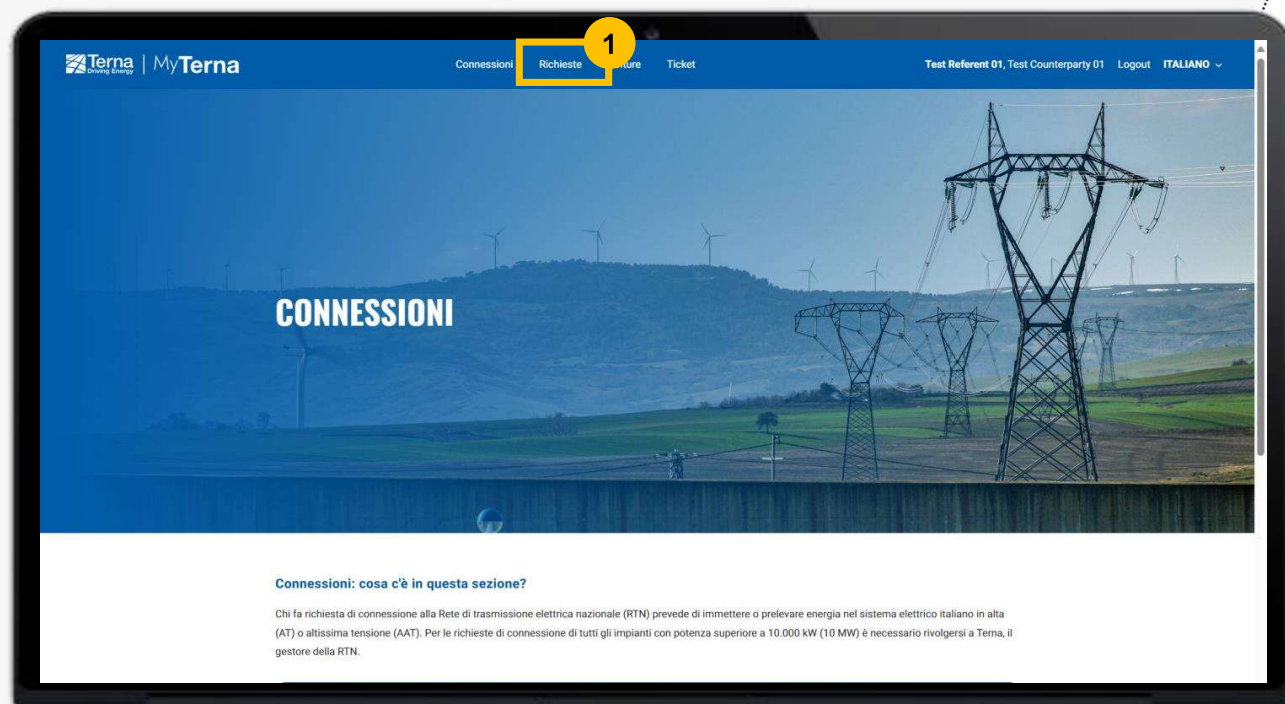 1
Terna
Driving Energy
MyTerna
Connessioni Richieste Ticket
Test Referent 01, Test Counterparty 01 Logout ITALIANO
CONNESSIONI
Connessioni: cosa c'è in questa sezione?
Chi fa richiesta di connessione alla Rete di trasmissione elettrica nazionale (RTN) prevede di immettere o prelevare energia nel sistema elettrico italiano in alta
(AT) o altissima tensione (AAT). Per le richieste di connessione di tutti gli impianti con potenza superiore a 10.000 kW (10 MW) è necessario rivolgersi a Terna, il
gestore della RTN.